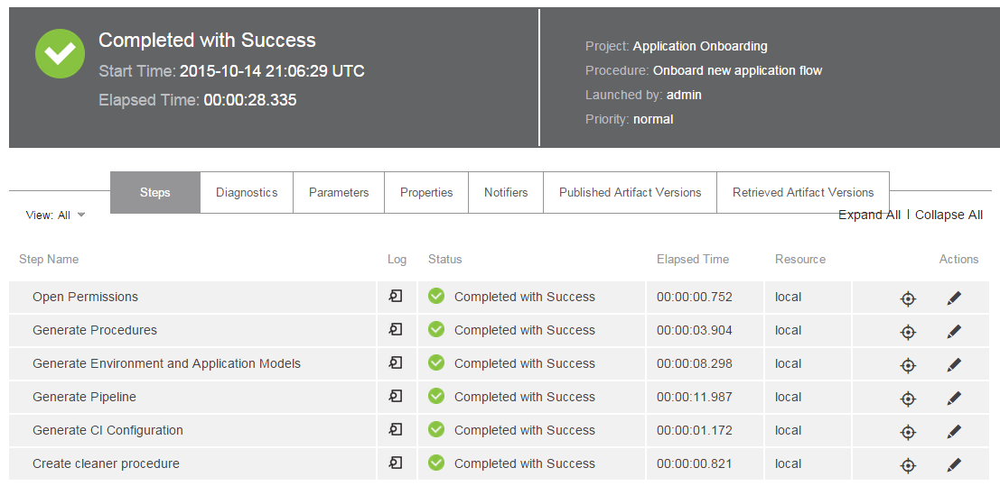 Completed with Success
Start Time: 2015-10-14 21:06:29 UTC
Elapsed Time: 00:00:28.335
Project: Application Onboarding
Procedure: Onboard new application flow
Launched by: admin
Priority: normal
Steps Diagnostics Parameters Properties Notifiers Published Artifact Versions Retrieved Artifact Versions
View: All Expand All | Collapse All
Step Name Log Status Elapsed Time Resource Actions
Open Permissions Completed with Success 00:00:00.752 local
Generate Procedures Completed with Success 00:00:03.904 local
Generate Environment and Application Models Completed with Success 00:00:08.298 local
Generate Pipeline Completed with Success 00:00:11.987 local
Generate CI Configuration Completed with Success 00:00:01.172 local
Create cleaner procedure Completed with Success 00:00:00.821 local